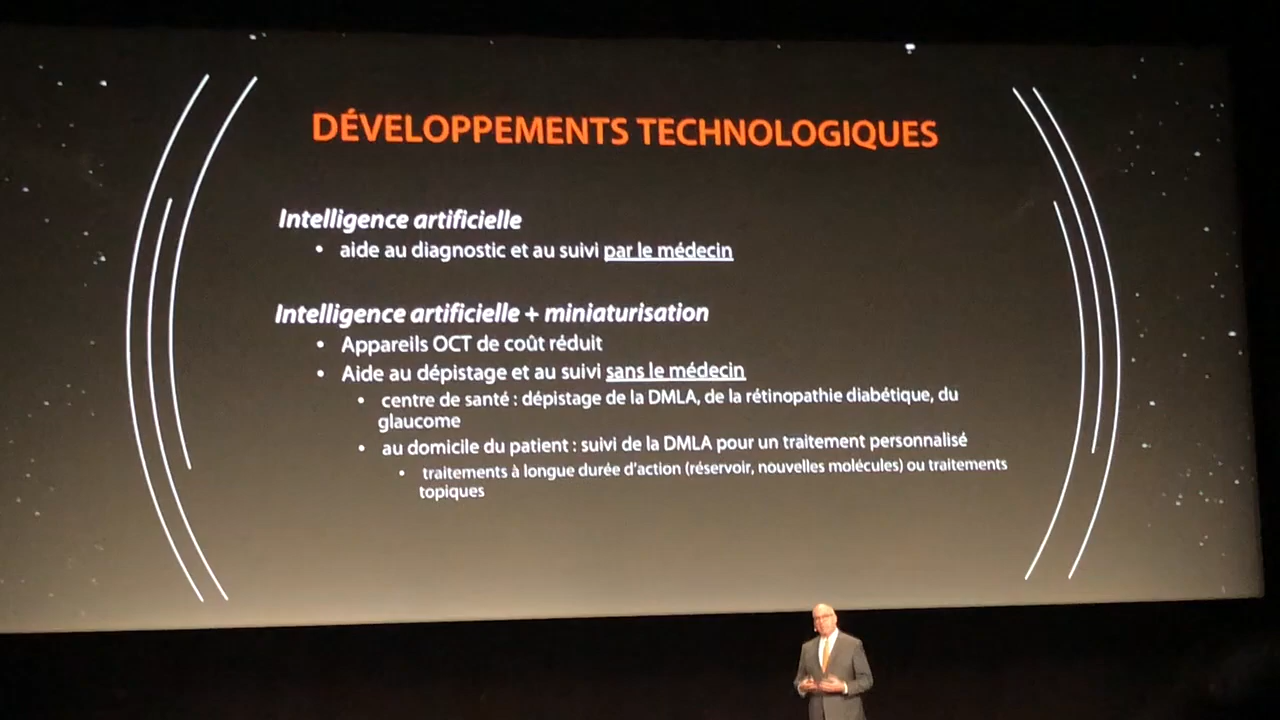 DÉVELOPPEMENTS TECHNOLOGIQUES
Intelligence artificielle
• aide au diagnostic et au suivi par le médecin
Intelligence artificielle + miniaturisation
• Appareils OCT de coût réduit
• Aide au dépistage et au suivi sans le médecin
• centre de santé : dépistage de la DMLA, de la rétinopathie diabétique, du
glaucome
• au domicile du patient : suivi de la DMLA pour un traitement personnalisé
• traitements à longue durée d'action (réservoir, nouvelles molécules) ou traitements
topiques